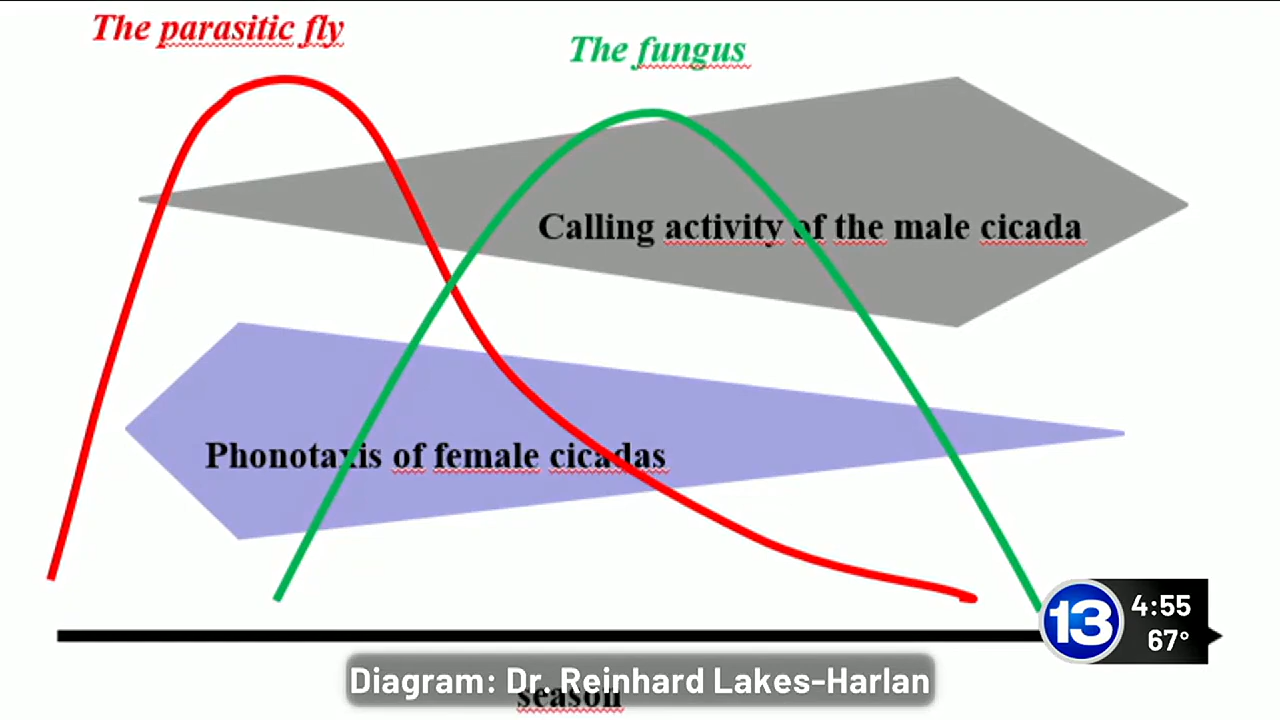 The parasitic fly
The fungus
Calling activity of the male cicada
Phonotaxis of female cicadas
13
4:55
67°
Diagram: Dr. Reinhard Lakes-Harlan
season